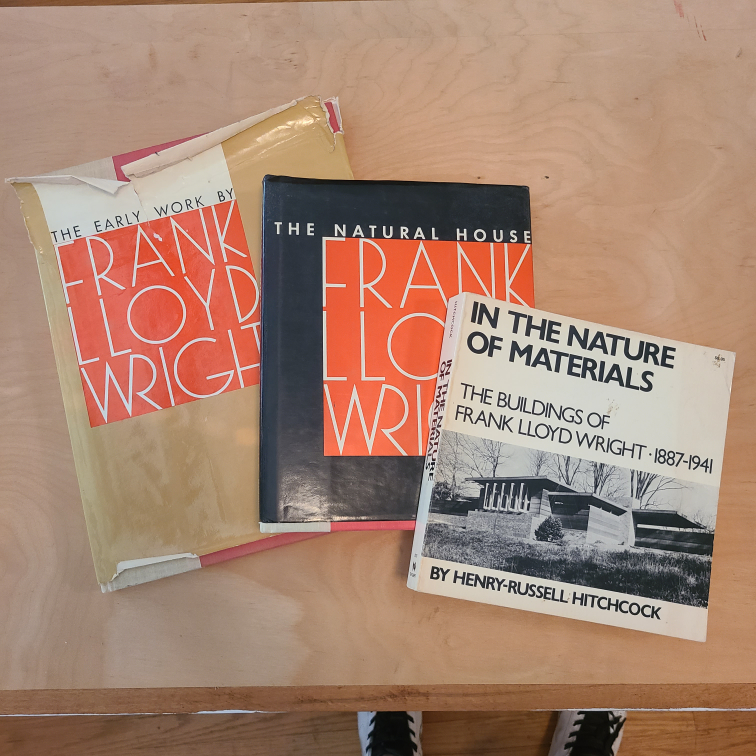 THE EARLY WORK BY
FRANK
LLOYD
WRIGHT
THE NATURAL HOUSE
FRANK
LLO
WRI
IN THE NATURE
OF MATERIALS
THE BUILDINGS OF
FRANK LLOYD WRIGHT · 1887-1941
BY HENRY-RUSSELL HITCHCOCK
HITCHCOCK
IN THE NATURE
OF MATERIALS